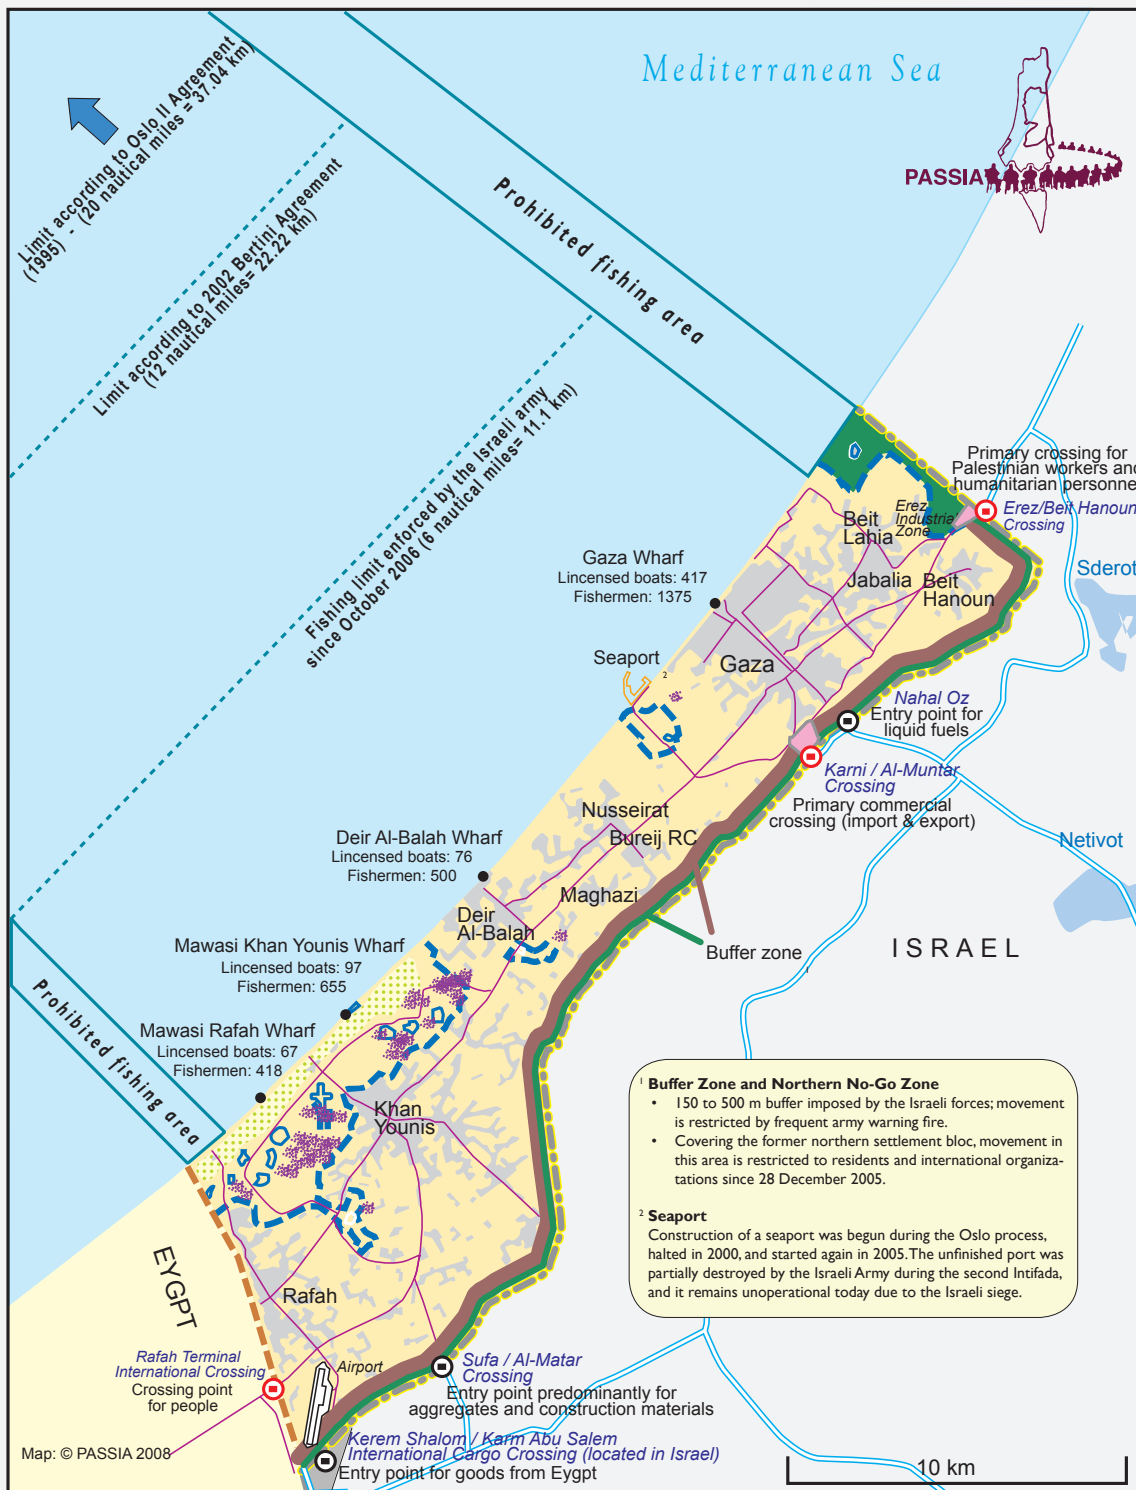 Mediterranean Sea
PASSIA
Limit according to Oslo II Agreement
(1995) - (20 nautical miles = 37.04 km)
Limit according to 2002 Bertini Agreement
(12 nautical miles= 22.22 km)
Fishing limit enforced by the Israeli army
since October 2006 (6 nautical miles= 11.1 km)
Prohibited fishing area
Primary crossing for
Palestinian workers and
humanitarian personne
Erez/Beit Hanoun
Crossing
Erez
Industrial
Zone
Beit
Lahia
Jabalia
Beit
Hanoun
Sderot
Gaza Wharf
Lincensed boats: 417
Fishermen: 1375
Seaport
2
Gaza
Nahal Oz
Entry point for
liquid fuels
Karni / Al-Muntar
Crossing
Primary commercial
crossing (import & export)
Nusseirat
Bureij RC
Netivot
Deir Al-Balah Wharf
Lincensed boats: 76
Fishermen: 500
Maghazi
Deir
Al-Balah
Mawasi Khan Younis Wharf
Lincensed boats: 97
Fishermen: 655
Buffer zone
1
ISRAEL
Prohibited fishing area
Mawasi Rafah Wharf
Lincensed boats: 67
Fishermen: 418
Khan
Younis
1 Buffer Zone and Northern No-Go Zone
• 150 to 500 m buffer imposed by the Israeli forces; movement
is restricted by frequent army warning fire.
• Covering the former northern settlement bloc, movement in
this area is restricted to residents and international organiza-
tations since 28 December 2005.
2 Seaport
Construction of a seaport was begun during the Oslo process,
halted in 2000, and started again in 2005. The unfinished port was
partially destroyed by the Israeli Army during the second Intifada,
and it remains unoperational today due to the Israeli siege.
EYGPT
Rafah
Rafah Terminal
International Crossing
Crossing point
for people
Airport
Sufa / Al-Matar
Crossing
Entry point predominantly for
aggregates and construction materials
Kerem Shalom / Karm Abu Salem
International Cargo Crossing (located in Israel)
Entry point for goods from Eygpt
Map: © PASSIA 2008
10 km